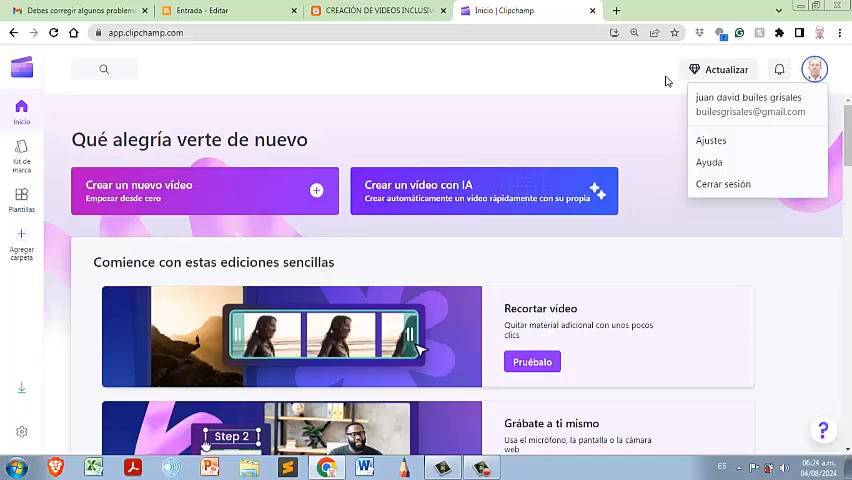 Debes corregir algunos problema
Entrada - Editar
CREACIÓN DE VIDEOS INCLUSIV
Inicio | Clipchamp
app.clipchamp.com
Actualizar
juan david builes grisales
builesgrisales@gmail.com
Ajustes
Ayuda
Cerrar sesión
Inicio
Kit de
marca
Plantillas
Agregar
carpeta
Qué alegría verte de nuevo
Crear un nuevo vídeo
Empezar desde cero
Crear un vídeo con IA
Crear automáticamente un vídeo rápidamente con su propia
Comience con estas ediciones sencillas
Recortar vídeo
Quitar material adicional con unos pocos
clics
Pruébalo
Step 2
Grábate a ti mismo
Usa el micrófono, la pantalla o la cámara
web
?
ES
06:24 a.m.
04/08/2024